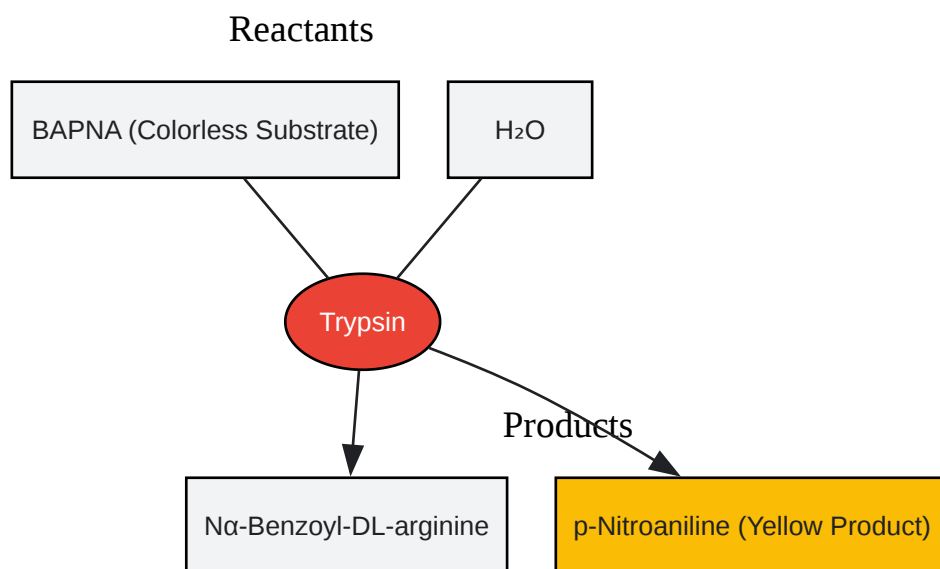 Reactants
BAPNA (Colorless Substrate)
H₂O
Trypsin
Products
Nα-Benzoyl-DL-arginine
p-Nitroaniline (Yellow Product)